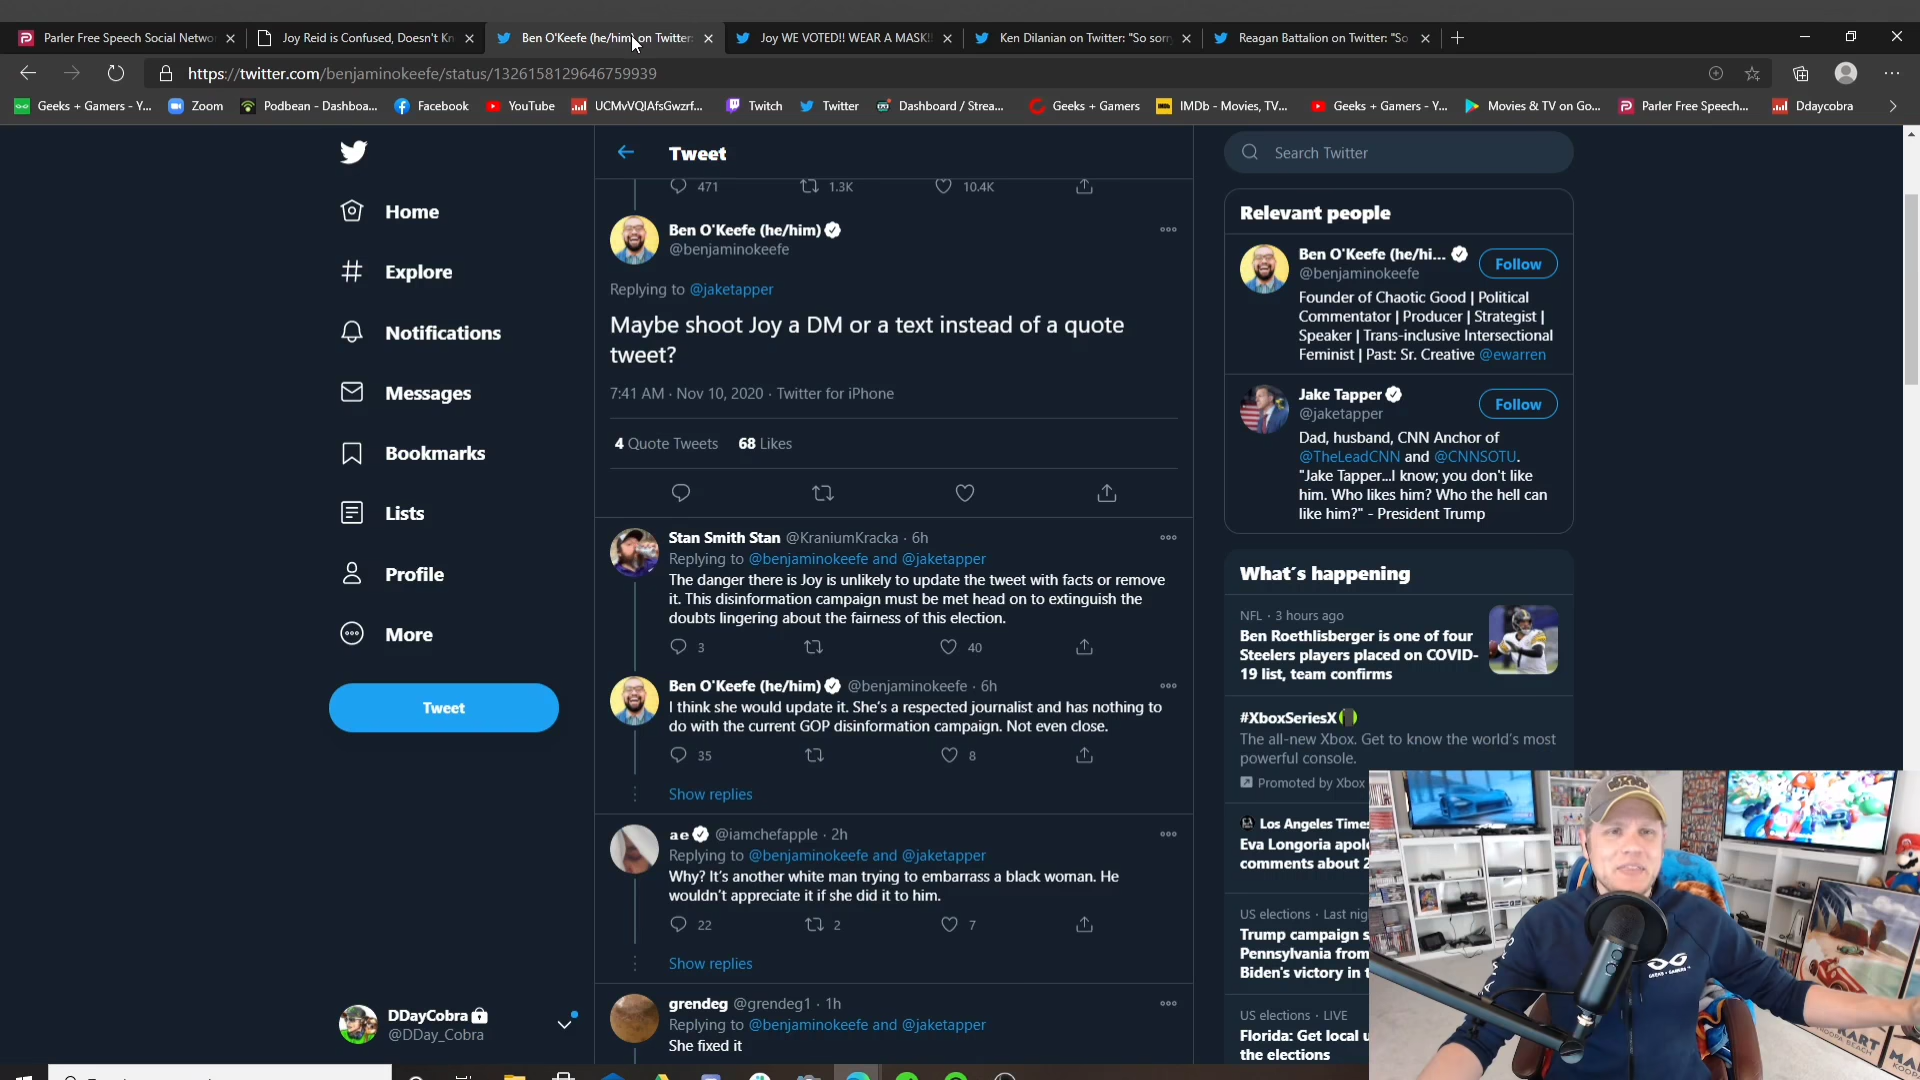 Parler Free Speech Social Netwo
Joy Reid is Confused, Doesn't Kn
Ben O'Keefe (he/him) on Twitter:
Joy WE VOTED!! WEAR A MASK!!
Ken Dilanian on Twitter: "So sorry
Reagan Battalion on Twitter: "So
https://twitter.com/benjaminokeefe/status/1326158129646759939
Geeks + Gamers - Y...
Zoom
Podbean - Dashboa...
Facebook
YouTube
UCMvVQIAfsGwzrf...
Twitch
Twitter
Dashboard / Strea...
Geeks + Gamers
IMDb - Movies, TV...
Geeks + Gamers - Y...
Movies & TV on Go...
Parler Free Speech...
Ddaycobra
Home
Explore
Notifications
Messages
Bookmarks
Lists
Profile
More
Tweet
DDayCobra
@DDay_Cobra
Tweet
471
1.3K
10.4K
Ben O'Keefe (he/him)
@benjaminokeefe
Replying to @jaketapper
Maybe shoot Joy a DM or a text instead of a quote
tweet?
7:41 AM · Nov 10, 2020 · Twitter for iPhone
4 Quote Tweets 68 Likes
Stan Smith Stan @KraniumKracka · 6h
Replying to @benjaminokeefe and @jaketapper
The danger there is Joy is unlikely to update the tweet with facts or remove
it. This disinformation campaign must be met head on to extinguish the
doubts lingering about the fairness of this election.
3
40
Ben O'Keefe (he/him) @benjaminokeefe · 6h
I think she would update it. She's a respected journalist and has nothing to
do with the current GOP disinformation campaign. Not even close.
35
8
Show replies
ae @iamchefapple · 2h
Replying to @benjaminokeefe and @jaketapper
Why? It's another white man trying to embarrass a black woman. He
wouldn't appreciate it if she did it to him.
22
2
7
Show replies
grendeg @grendeg1 · 1h
Replying to @benjaminokeefe and @jaketapper
She fixed it
Search Twitter
Relevant people
Ben O'Keefe (he/hi...
@benjaminokeefe
Follow
Founder of Chaotic Good | Political
Commentator | Producer | Strategist |
Speaker | Trans-inclusive Intersectional
Feminist | Past: Sr. Creative @ewarren
Jake Tapper
@jaketapper
Follow
Dad, husband, CNN Anchor of
@TheLeadCNN and @CNNSOTU.
"Jake Tapper...I know; you don't like
him. Who likes him? Who the hell can
like him?" - President Trump
What's happening
NFL · 3 hours ago
Ben Roethlisberger is one of four
Steelers players placed on COVID-
19 list, team confirms
#XboxSeriesX
The all-new Xbox. Get to know the world's most
powerful console.
Promoted by Xbox
Los Angeles Times
Eva Longoria apol
comments about 2
US elections · Last nig
Trump campaign s
Pennsylvania from
Biden's victory in t
US elections · LIVE
Florida: Get local u
the elections
GEEKS + GAMERS
KOOPA BEACH